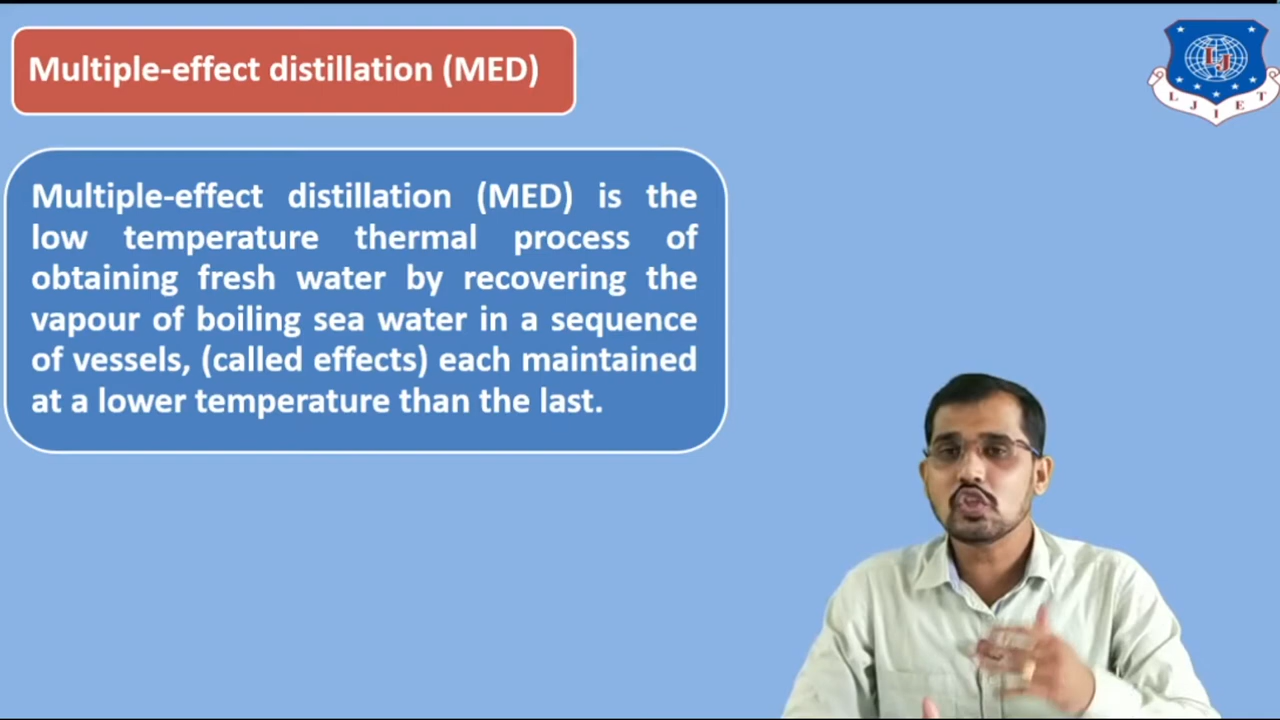 Multiple-effect distillation (MED)
Multiple-effect distillation (MED) is the
low temperature thermal process of
obtaining fresh water by recovering the
vapour of boiling sea water in a sequence
of vessels, (called effects) each maintained
at a lower temperature than the last.
LJ
LJIET